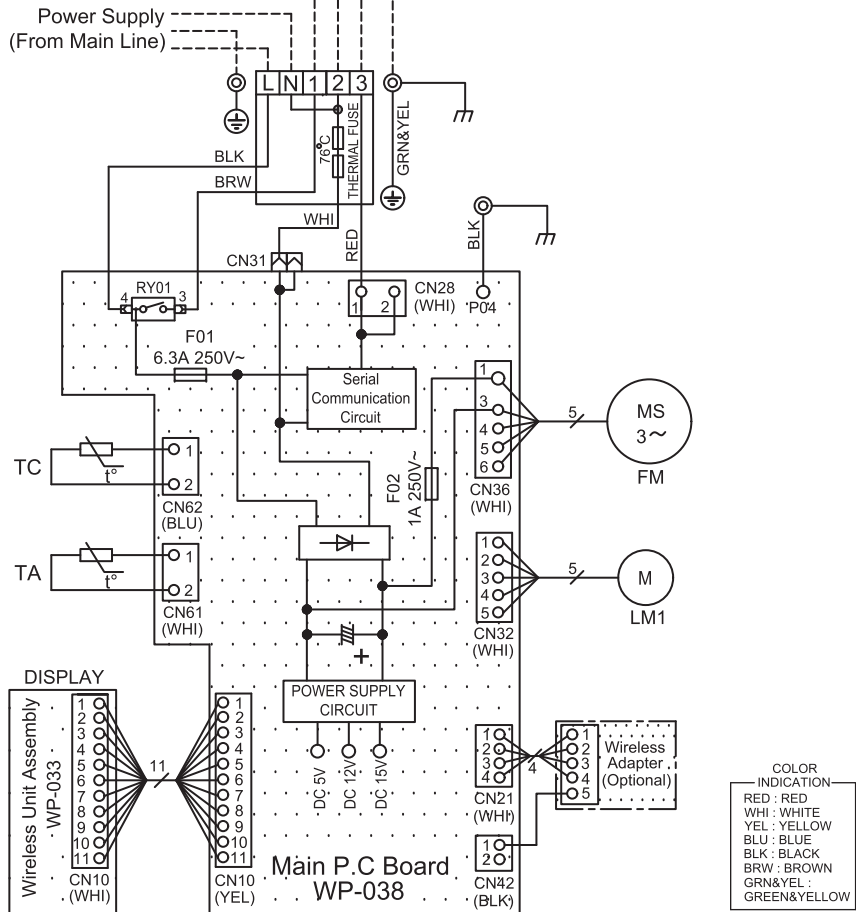 Power Supply
(From Main Line)
L N 1 2 3
76°C
THERMAL FUSE
GRN&YEL
BLK
BRW
WHI
RED
BLK
CN31
P04
RY01
4 3
CN28
(WHI)
1 2
F01
6.3A 250V~
Serial
Communication
Circuit
F02
1A 250V~
1
3
4
5
6
CN36
(WHI)
5
MS
3~
FM
TC
t°
1
2
CN62
(BLU)
TA
t°
1
2
CN61
(WHI)
1
2
3
4
5
CN32
(WHI)
5
M
LM1
+
POWER SUPPLY
CIRCUIT
DC 5V
DC 12V
DC 15V
DISPLAY
Wireless Unit Assembly
WP-033
1
2
3
4
5
6
7
8
9
10
11
CN10
(WHI)
11
1
2
3
4
5
6
7
8
9
10
11
CN10
(YEL)
Main P.C Board
WP-038
1
2
3
4
CN21
(WHI)
4
1
2
3
4
5
Wireless
Adapter
(Optional)
1
2
CN42
(BLK)
COLOR
INDICATION
RED : RED
WHI : WHITE
YEL : YELLOW
BLU : BLUE
BLK : BLACK
BRW : BROWN
GRN&YEL :
GREEN&YELLOW